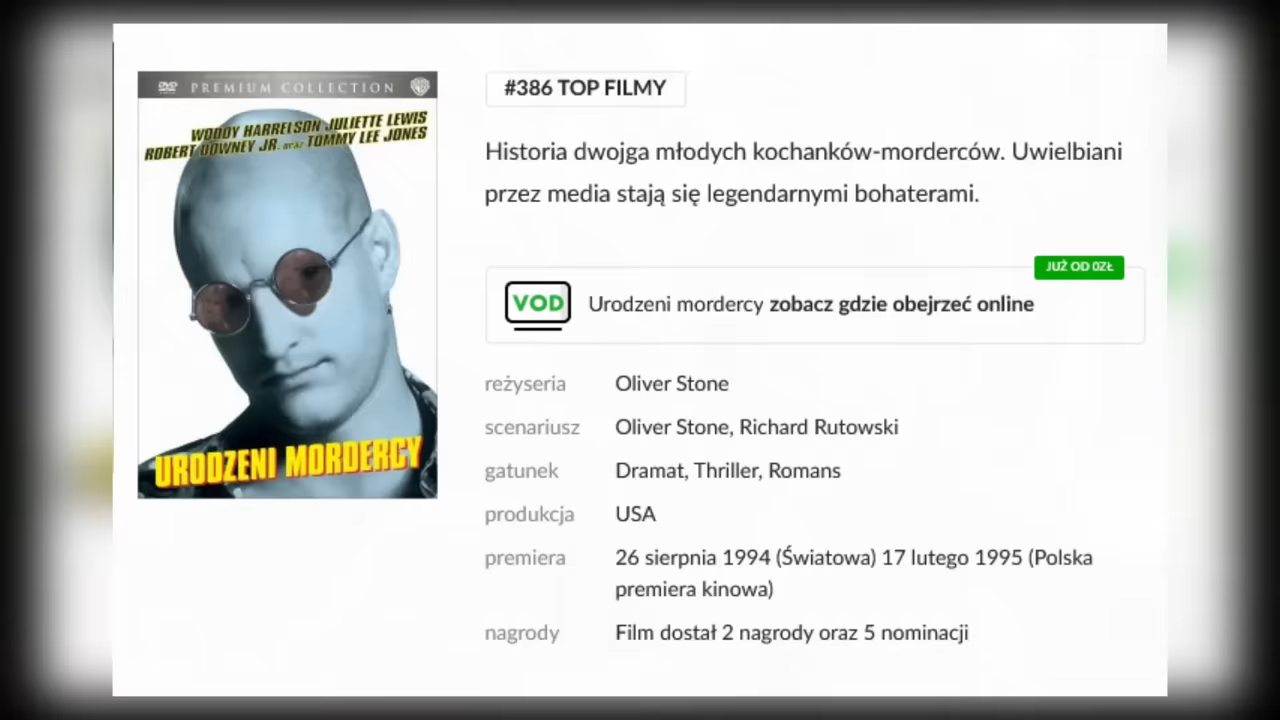 DVD PREMIUM COLLECTION
WOODY HARRELSON JULIETTE LEWIS
ROBERT DOWNEY JR. oraz TOMMY LEE JONES
URODZENI MORDERCY
#386 TOP FILMY
Historia dwojga młodych kochanków-morderców. Uwielbiani
przez media stają się legendarnymi bohaterami.
JUŻ OD 0ZŁ
VOD Urodzeni mordercy zobacz gdzie obejrzeć online
reżyseria Oliver Stone
scenariusz Oliver Stone, Richard Rutowski
gatunek Dramat, Thriller, Romans
produkcja USA
premiera 26 sierpnia 1994 (Światowa) 17 lutego 1995 (Polska
premiera kinowa)
nagrody Film dostał 2 nagrody oraz 5 nominacji